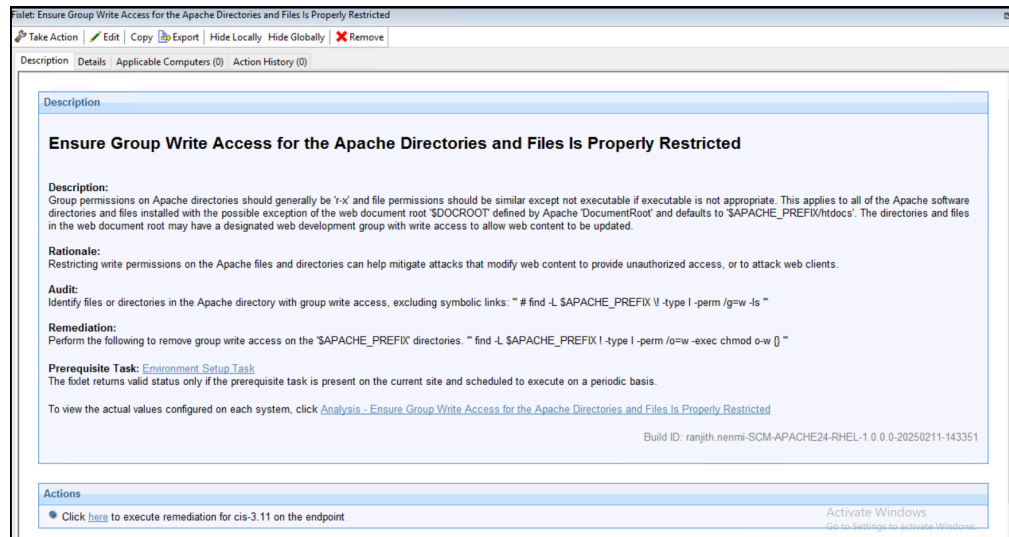 Fixlet: Ensure Group Write Access for the Apache Directories and Files Is Properly Restricted
Take Action Edit Copy Export Hide Locally Hide Globally Remove
Description Details Applicable Computers (0) Action History (0)
Description
Ensure Group Write Access for the Apache Directories and Files Is Properly Restricted
Description:
Group permissions on Apache directories should generally be 'r-x' and file permissions should be similar except not executable if executable is not appropriate. This applies to all of the Apache software
directories and files installed with the possible exception of the web document root '$DOCROOT' defined by Apache 'DocumentRoot' and defaults to '$APACHE_PREFIX/htdocs'. The directories and files
in the web document root may have a designated web development group with write access to allow web content to be updated.
Rationale:
Restricting write permissions on the Apache files and directories can help mitigate attacks that modify web content to provide unauthorized access, or to attack web clients.
Audit:
Identify files or directories in the Apache directory with group write access, excluding symbolic links: ''' # find -L $APACHE_PREFIX \! -type l -perm /g=w -ls '''
Remediation:
Perform the following to remove group write access on the '$APACHE_PREFIX' directories. ''' find -L $APACHE_PREFIX ! -type l -perm /o=w -exec chmod o-w {} '''
Prerequisite Task: Environment Setup Task
The fixlet returns valid status only if the prerequisite task is present on the current site and scheduled to execute on a periodic basis.
To view the actual values configured on each system, click Analysis - Ensure Group Write Access for the Apache Directories and Files Is Properly Restricted
Build ID: ranjith.nenmi-SCM-APACHE24-RHEL-1.0.0.0-20250211-143351
Actions
Click here to execute remediation for cis-3.11 on the endpoint
Activate Windows
Go to Settings to activate Windows.